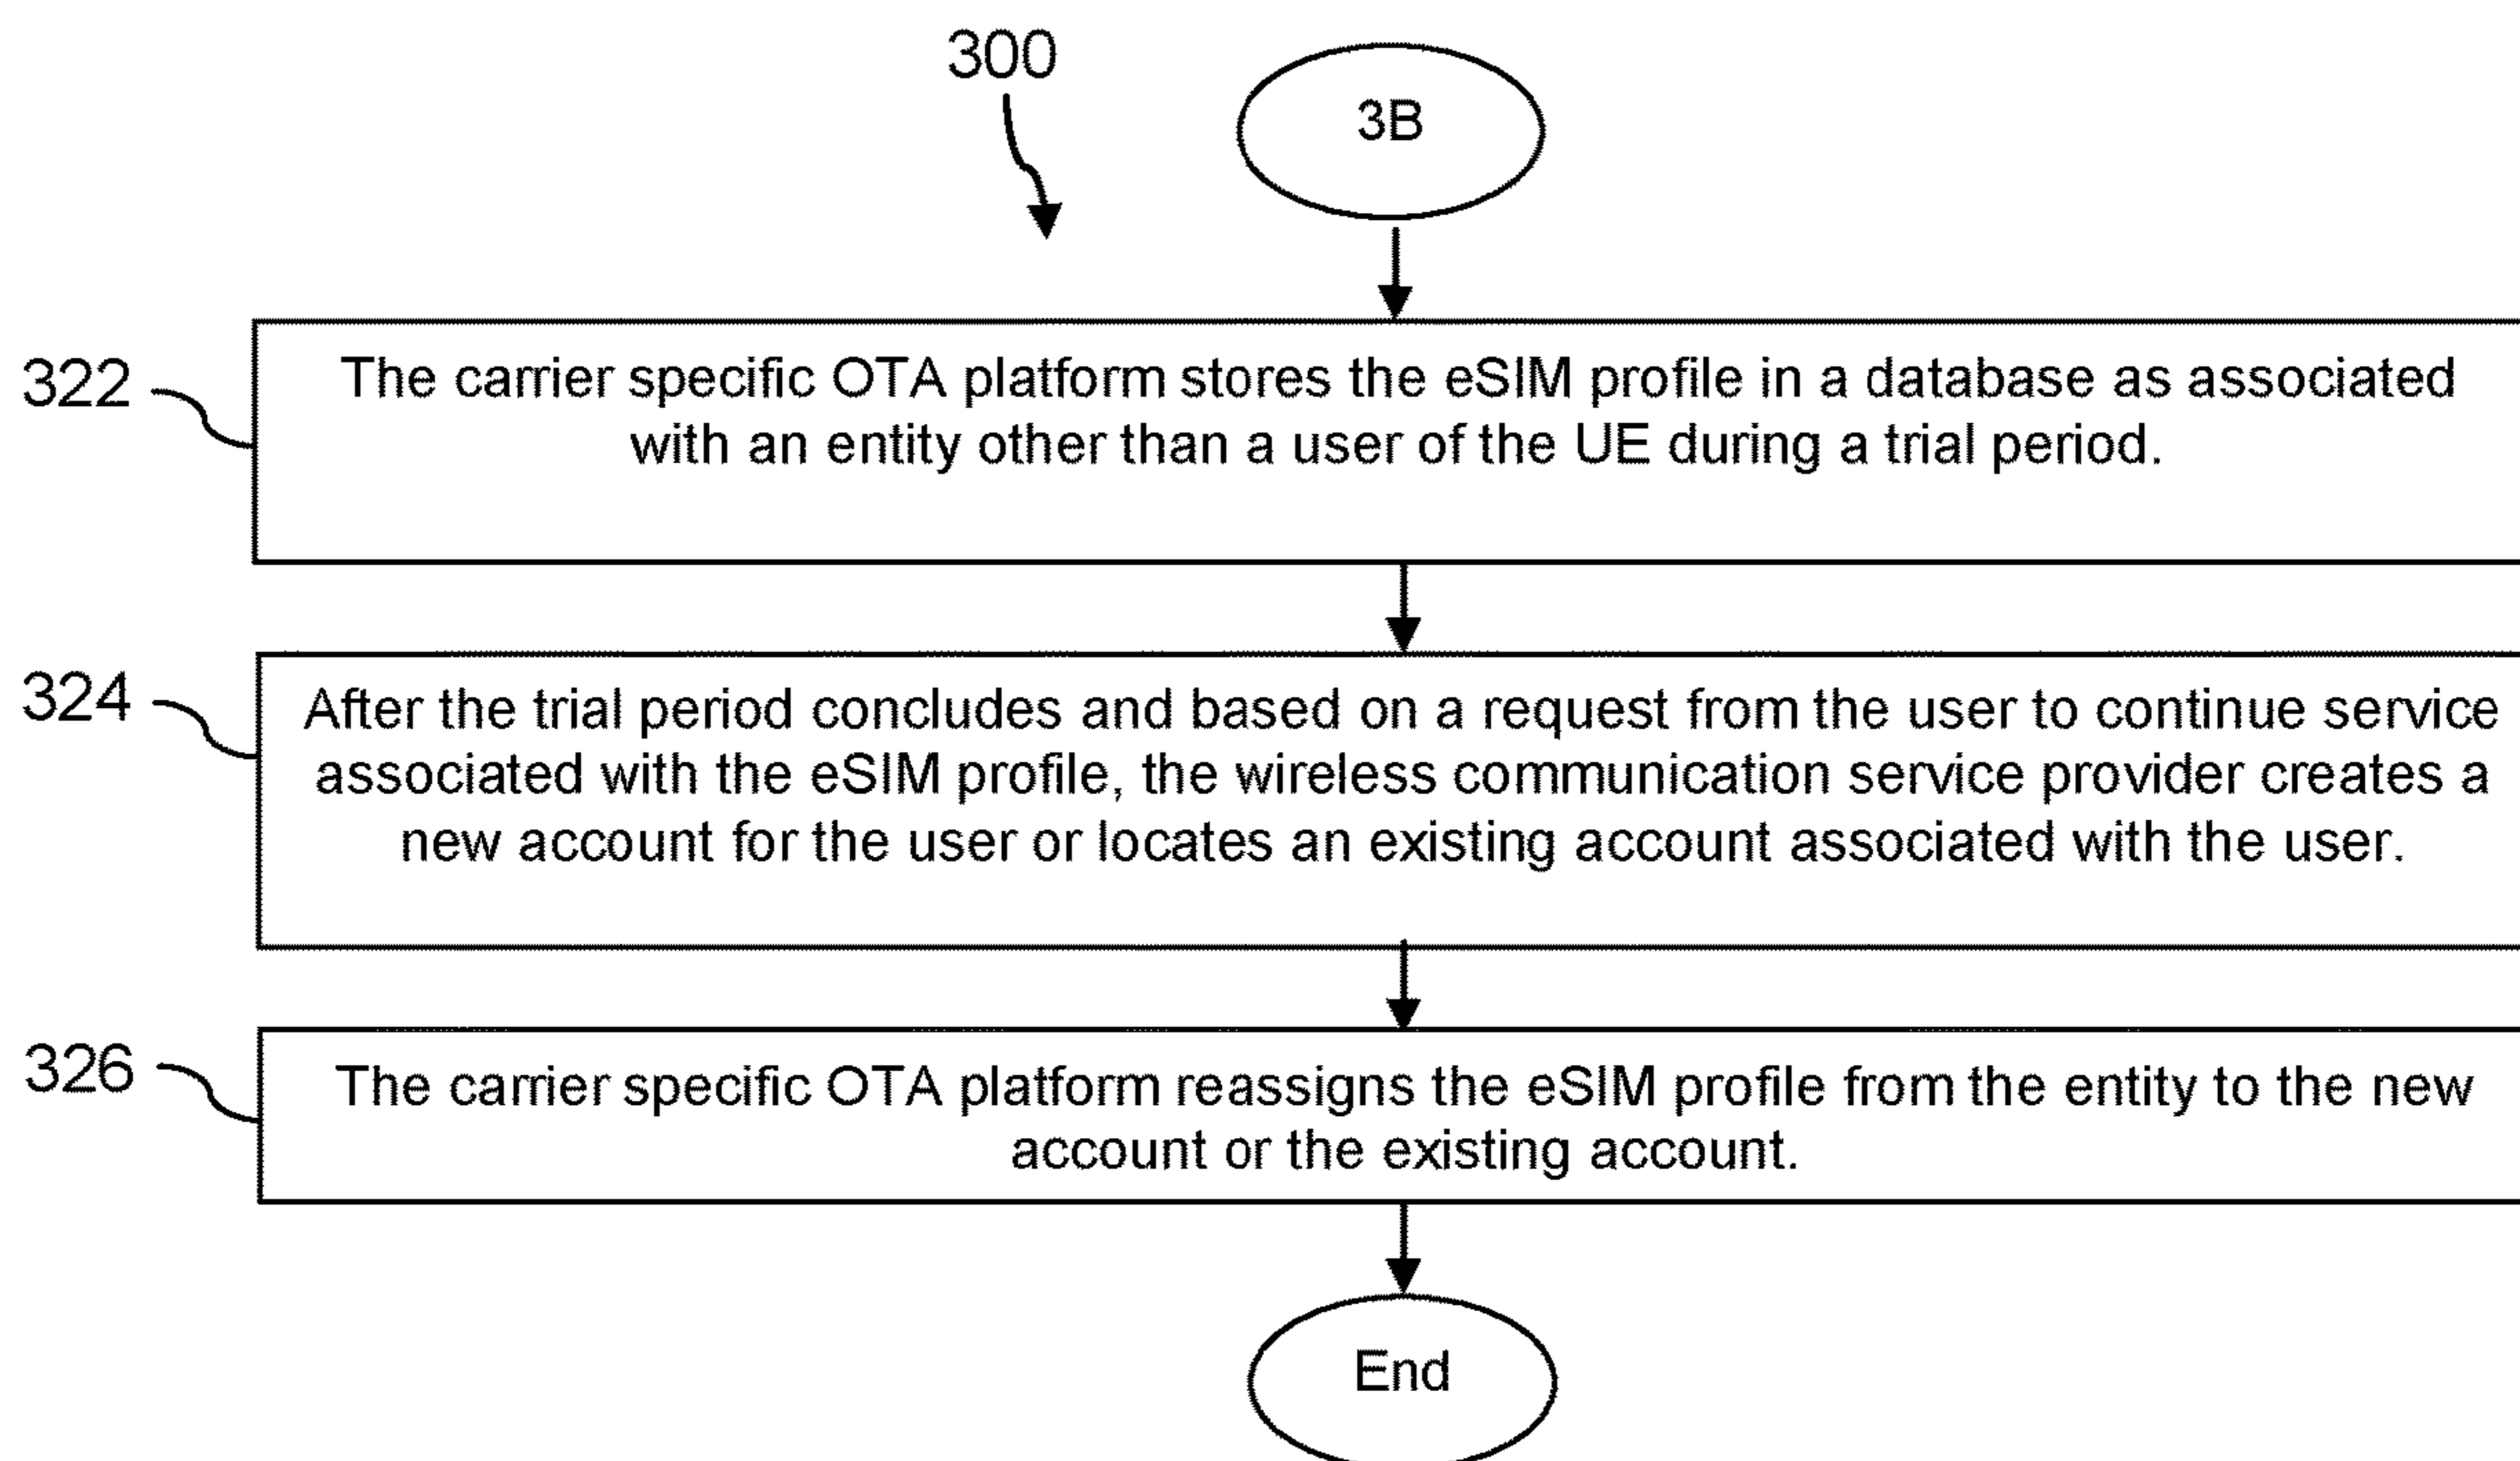 300
3B
322
The carrier specific OTA platform stores the eSIM profile in a database as associated
with an entity other than a user of the UE during a trial period.
324
After the trial period concludes and based on a request from the user to continue service
associated with the eSIM profile, the wireless communication service provider creates a
new account for the user or locates an existing account associated with the user.
326
The carrier specific OTA platform reassigns the eSIM profile from the entity to the new
account or the existing account.
End